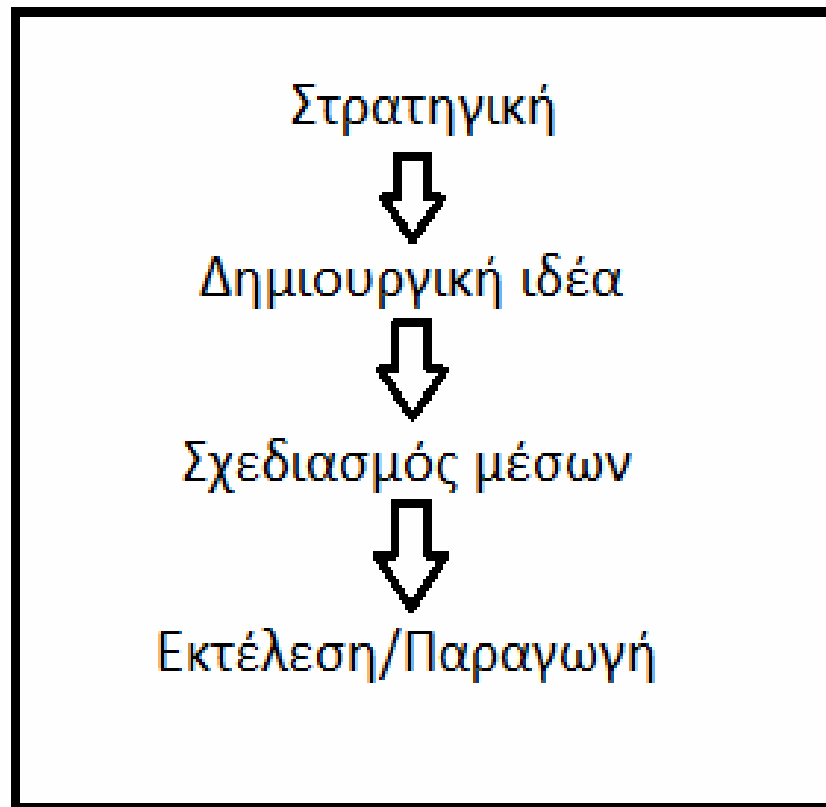 Στρατηγική
Δημιουργική ιδέα
Σχεδιασμός μέσων
Εκτέλεση/Παραγωγή